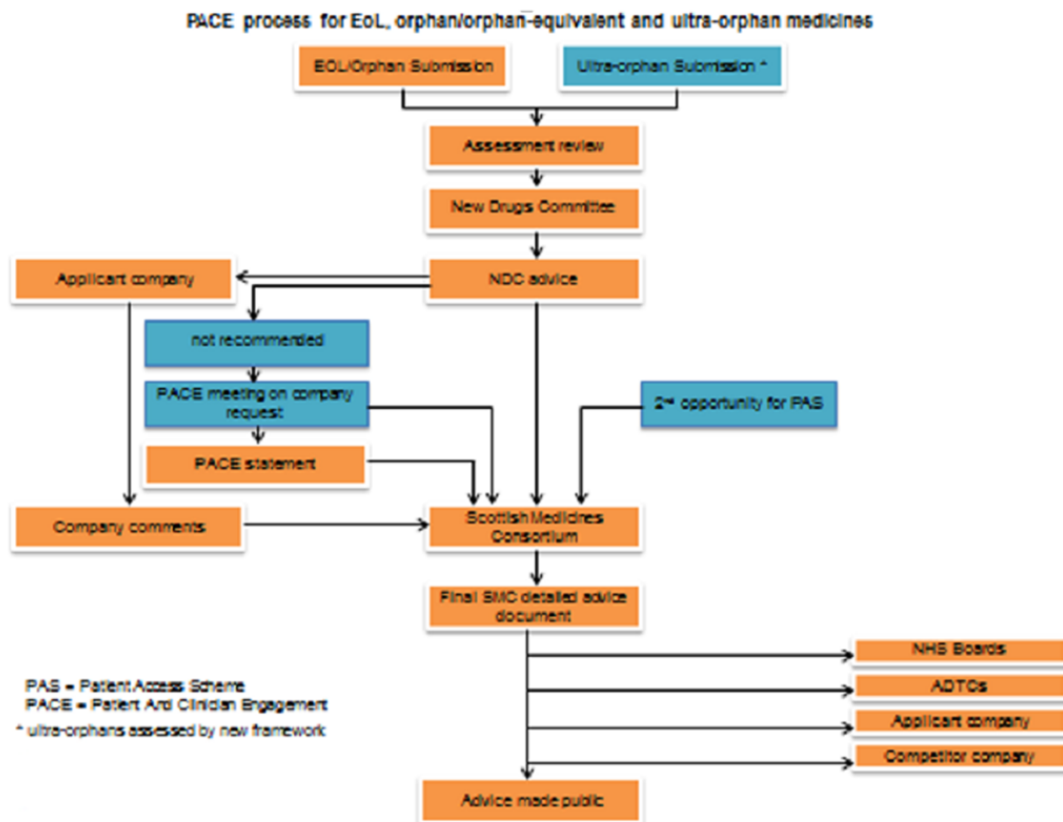 PACE process for EoL, orphan/orphan-equivalent and ultra-orphan medicines
EOL/Orphan Submission
Ultra-orphan Submission *
Assessment review
New Drugs Committee
Applicant company
NDC advice
not recommended
PACE meeting on company
request
2nd opportunity for PAS
PACE statement
Company comments
Scottish Medicines
Consortium
Final SMC detailed advice
document
NHS Boards
ADTCs
Applicant company
Competitor company
PAS = Patient Access Scheme
PACE = Patient And Clinician Engagement
* ultra-orphans assessed by new framework
Advice made public